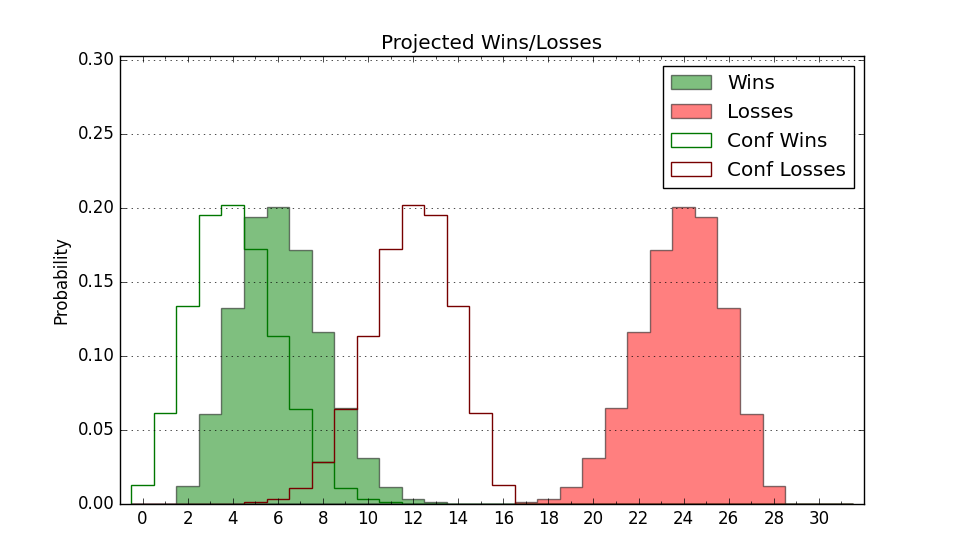 Projected Wins/Losses
0.30
0.25
0.20
0.15
0.10
0.05
0.00
Probability
Wins
Losses
Conf Wins
Conf Losses
0 2 4 6 8 10 12 14 16 18 20 22 24 26 28 30